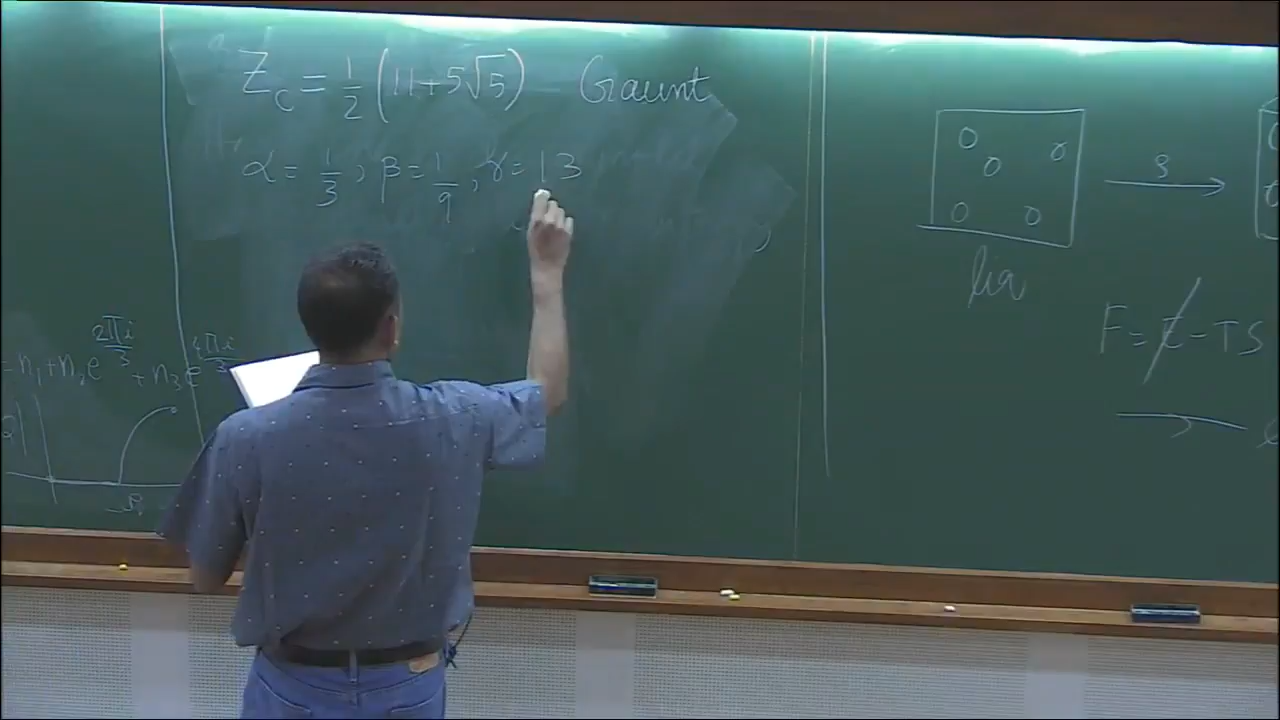 Z_c = 1/2 (11+5√5) Gaunt
α = 1/3, β = 1/9, γ = 13
= n₁+n₂e^{2πi/3} + n₃e^{4πi/3}
ρ
liq
F = E - TS